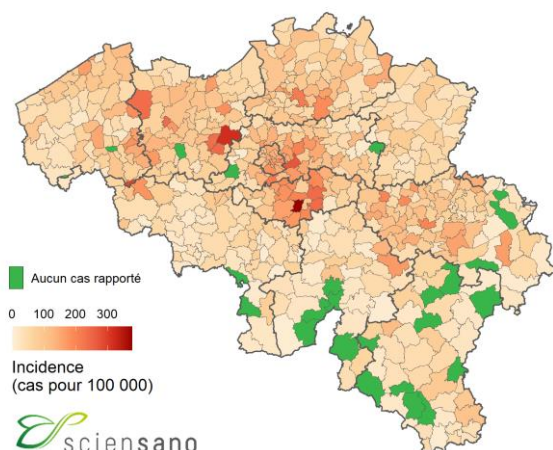 Aucun cas rapporté
0 100 200 300
Incidence
(cas pour 100 000)
sciensano